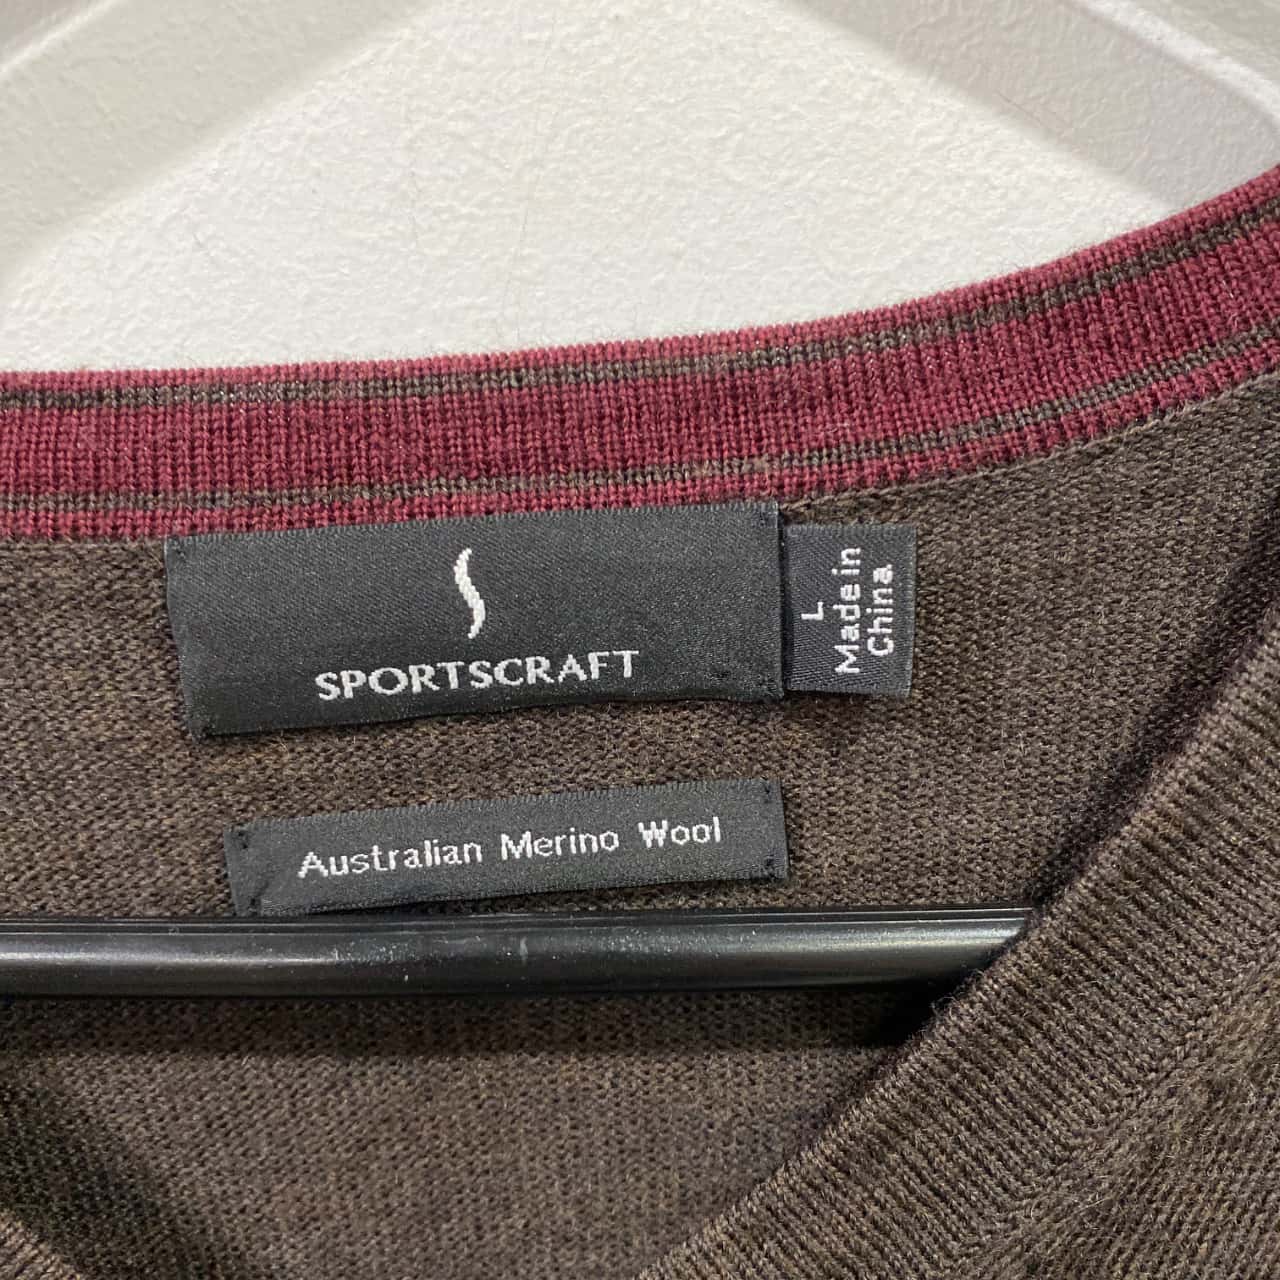 SPORTSCRAFT
L
Made in
China
Australian Merino Wool